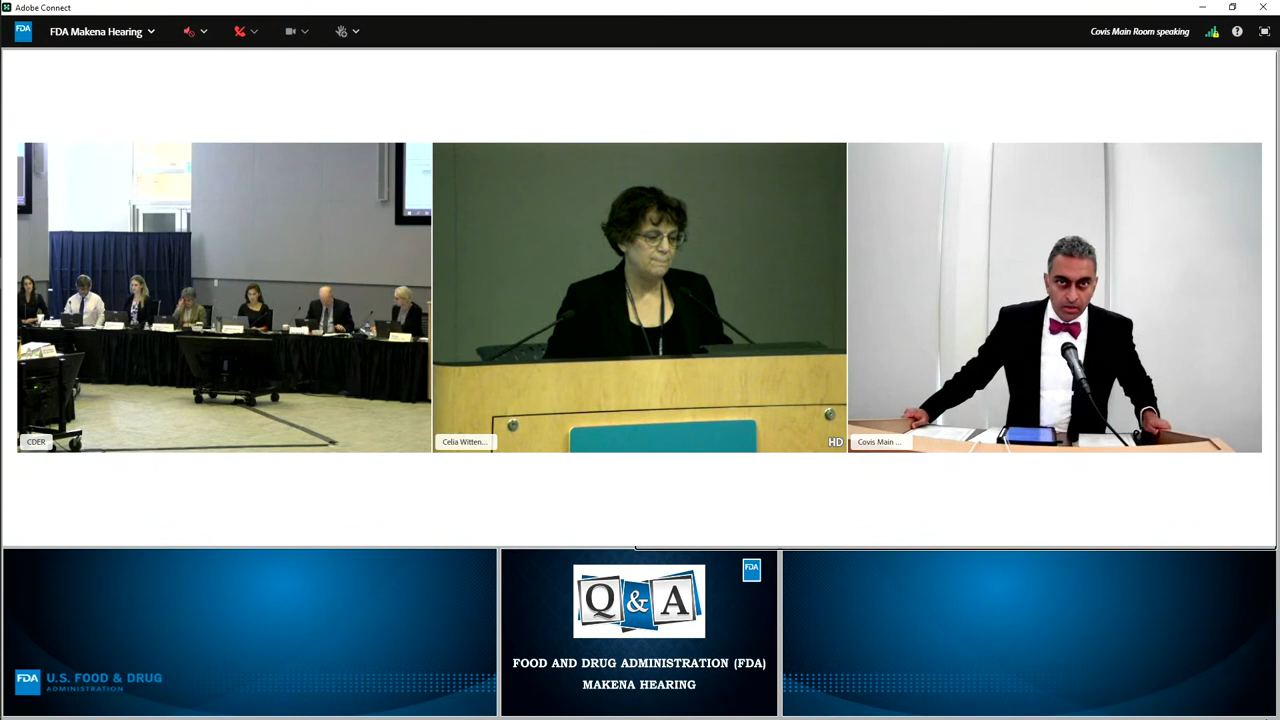 Adobe Connect
FDA
FDA Makena Hearing
Covis Main Room speaking
CDER
Celia Witten...
HD
Covis Main ...
Q & A
FDA
FOOD AND DRUG ADMINISTRATION (FDA)
MAKENA HEARING
FDA
U.S. FOOD & DRUG
ADMINISTRATION